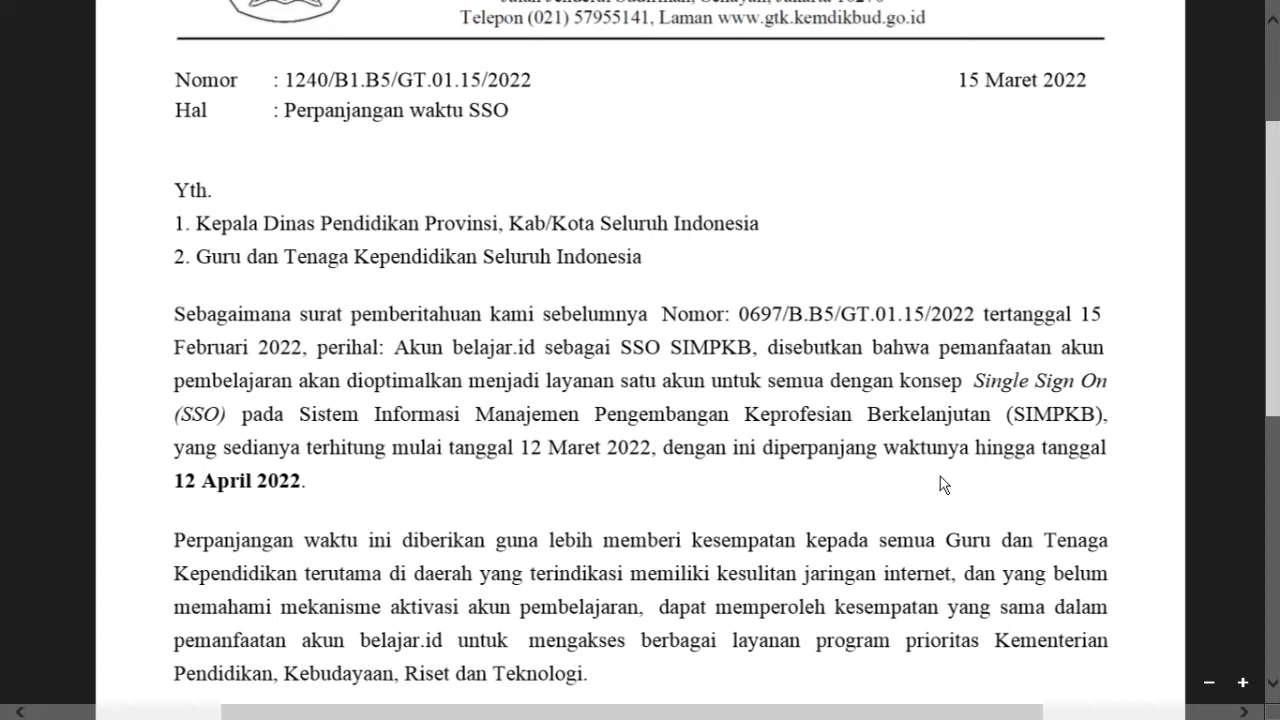 Telepon (021) 57955141, Laman www.gtk.kemdikbud.go.id
Nomor : 1240/B1.B5/GT.01.15/2022 15 Maret 2022
Hal : Perpanjangan waktu SSO
Yth.
1. Kepala Dinas Pendidikan Provinsi, Kab/Kota Seluruh Indonesia
2. Guru dan Tenaga Kependidikan Seluruh Indonesia
Sebagaimana surat pemberitahuan kami sebelumnya Nomor: 0697/B.B5/GT.01.15/2022 tertanggal 15
Februari 2022, perihal: Akun belajar.id sebagai SSO SIMPKB, disebutkan bahwa pemanfaatan akun
pembelajaran akan dioptimalkan menjadi layanan satu akun untuk semua dengan konsep Single Sign On
(SSO) pada Sistem Informasi Manajemen Pengembangan Keprofesian Berkelanjutan (SIMPKB),
yang sedianya terhitung mulai tanggal 12 Maret 2022, dengan ini diperpanjang waktunya hingga tanggal
12 April 2022.
Perpanjangan waktu ini diberikan guna lebih memberi kesempatan kepada semua Guru dan Tenaga
Kependidikan terutama di daerah yang terindikasi memiliki kesulitan jaringan internet, dan yang belum
memahami mekanisme aktivasi akun pembelajaran, dapat memperoleh kesempatan yang sama dalam
pemanfaatan akun belajar.id untuk mengakses berbagai layanan program prioritas Kementerian
Pendidikan, Kebudayaan, Riset dan Teknologi.